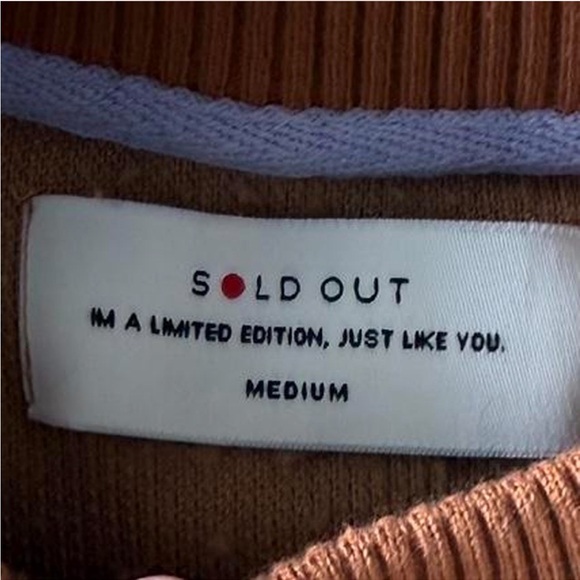 SOLD OUT
IM A LIMITED EDITION, JUST LIKE YOU.
MEDIUM